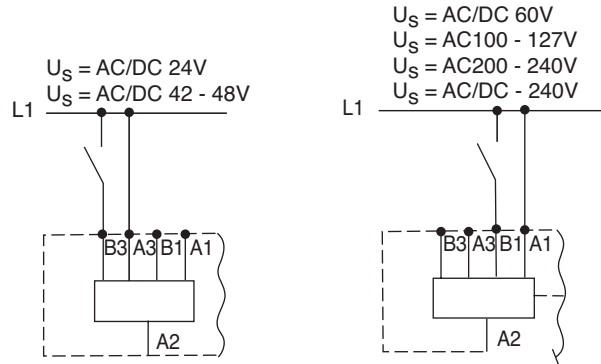 U_S = AC/DC 24V
U_S = AC/DC 42 - 48V
L1
B3 A3 B1 A1
A2
U_S = AC/DC 60V
U_S = AC100 - 127V
U_S = AC200 - 240V
U_S = AC/DC - 240V
L1
B3 A3 B1 A1
A2